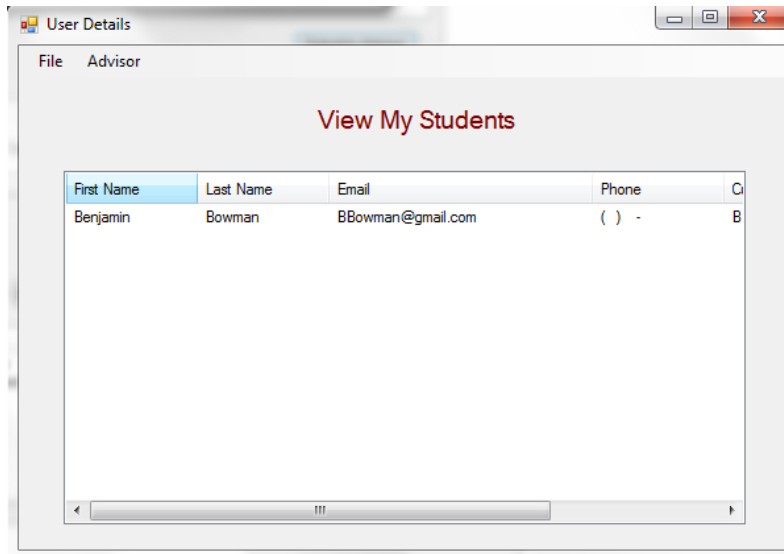 User Details
File Advisor
View My Students
First Name Last Name Email Phone
Benjamin Bowman BBowman@gmail.com ( ) - B